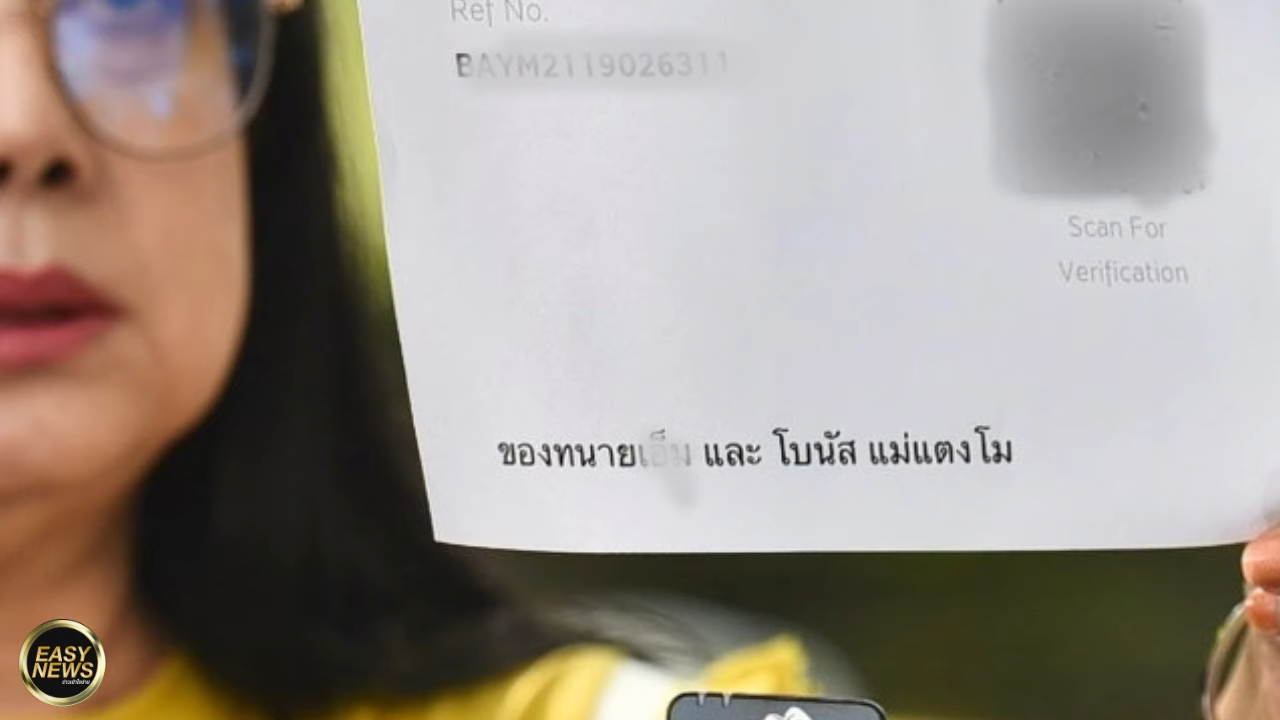 Ref No.
BAYM2119026311
Scan For
Verification
ของทนายเอ็ม และ โบนัส แม่แตงโม
EASY
NEWS